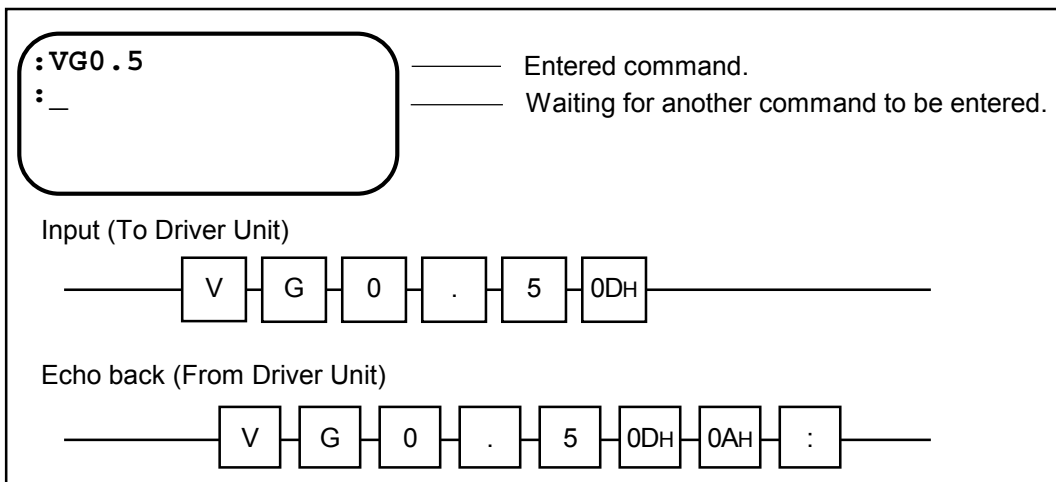 :VG0.5 Entered command.
:_ Waiting for another command to be entered.
Input (To Driver Unit)
V G 0 . 5 0DH
Echo back (From Driver Unit)
V G 0 . 5 0DH 0AH :